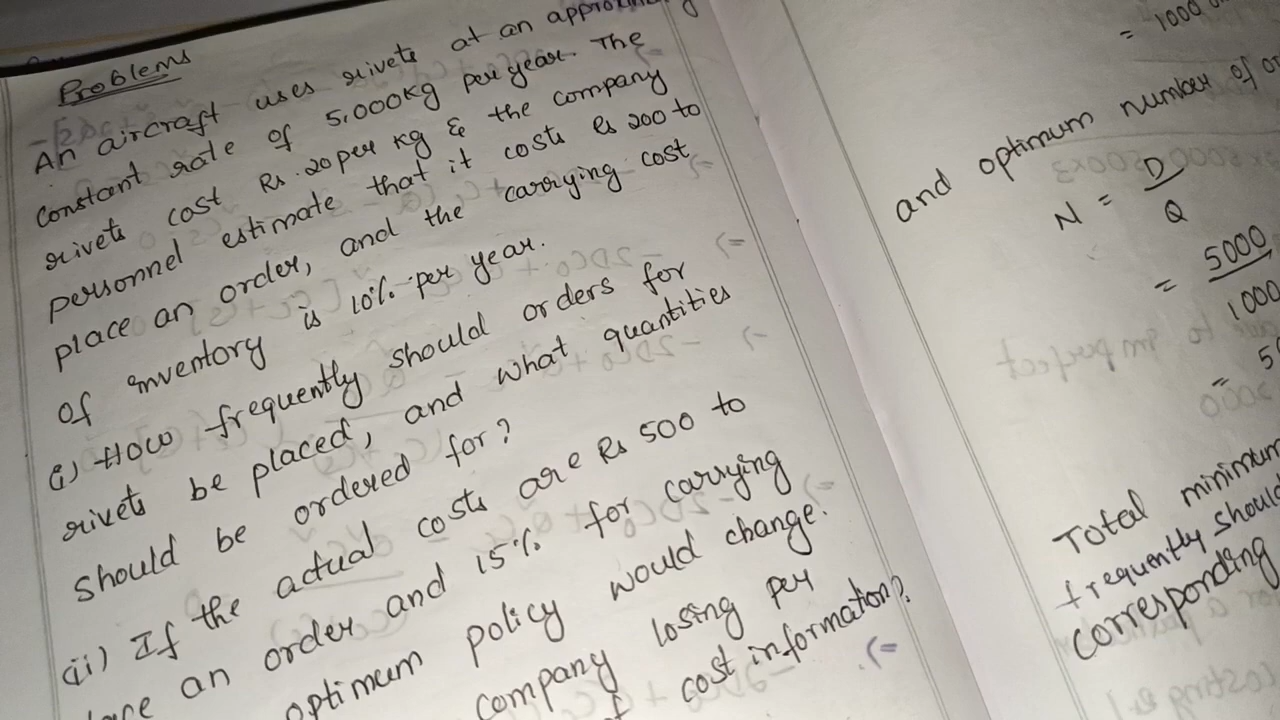 Problems
An aircraft uses rivets at an
constant rate of 5,000kg per year. The
rivets cost Rs. 20 per kg & the company
personnel estimate that it costs Rs 200 to
place an order, and the carrying cost
of inventory is 10% per year.
(i) How frequently should orders for
rivets be placed, and what quantities
should be ordered for?
(ii) If the actual costs are Rs 500 to
an order and 15% for carrying
optimum policy would change.
company losing per
cost information?
= 1000
and optimum number of
N = D
Q
= 5000
1000
=
Total minimum
frequently should
corresponding